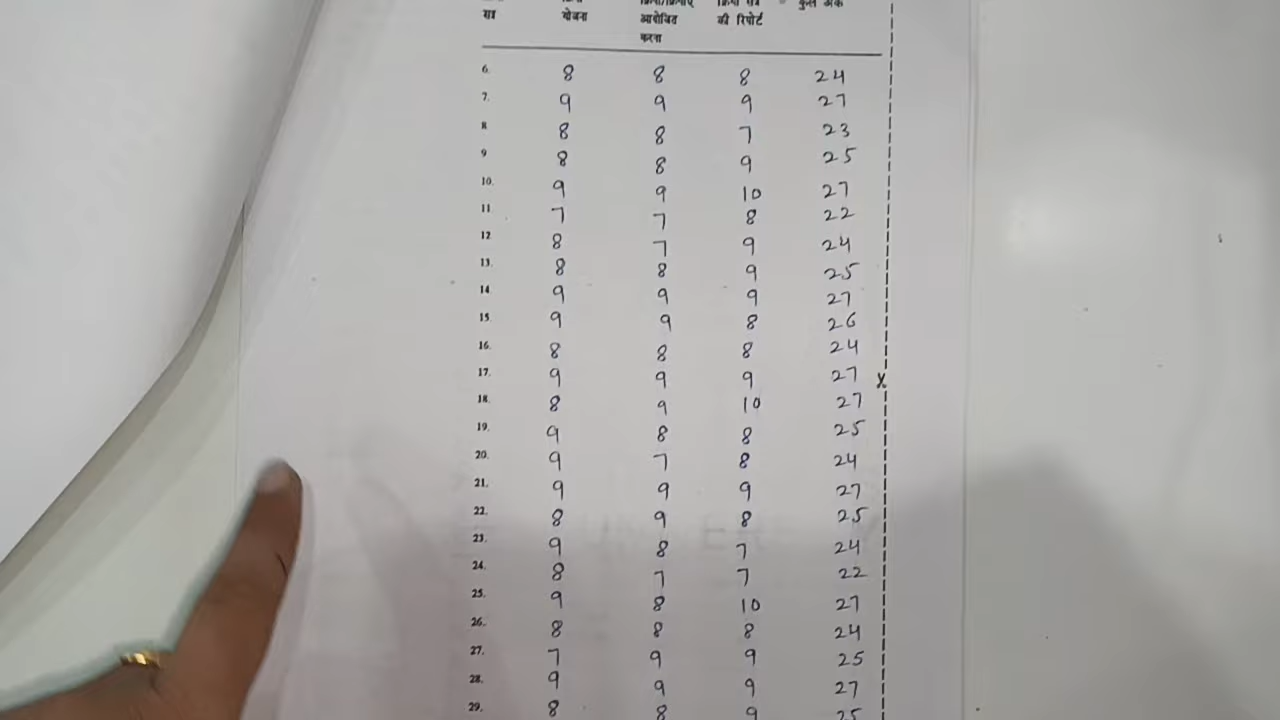 सत्र योजना आयोजित की रिपोर्ट
करना
6. 8 8 8 24
7. 9 9 9 27
8 8 8 7 23
9 8 8 9 25
10. 9 9 10 27
11 7 7 8 22
12 8 7 9 24
13. 8 8 9 25
14 9 9 9 27
15. 9 9 8 26
16. 8 8 8 24
17. 9 9 9 27
X
18. 8 9 10 27
19. 9 8 8 25
20. 9 7 8 24
21. 9 9 9 27
22. 8 9 8 25
23. 9 8 7 24
24. 8 7 7 22
25. 9 8 10 27
26. 8 8 8 24
27. 7 9 9 25
28. 9 9 9 27
29. 8 8 9 25